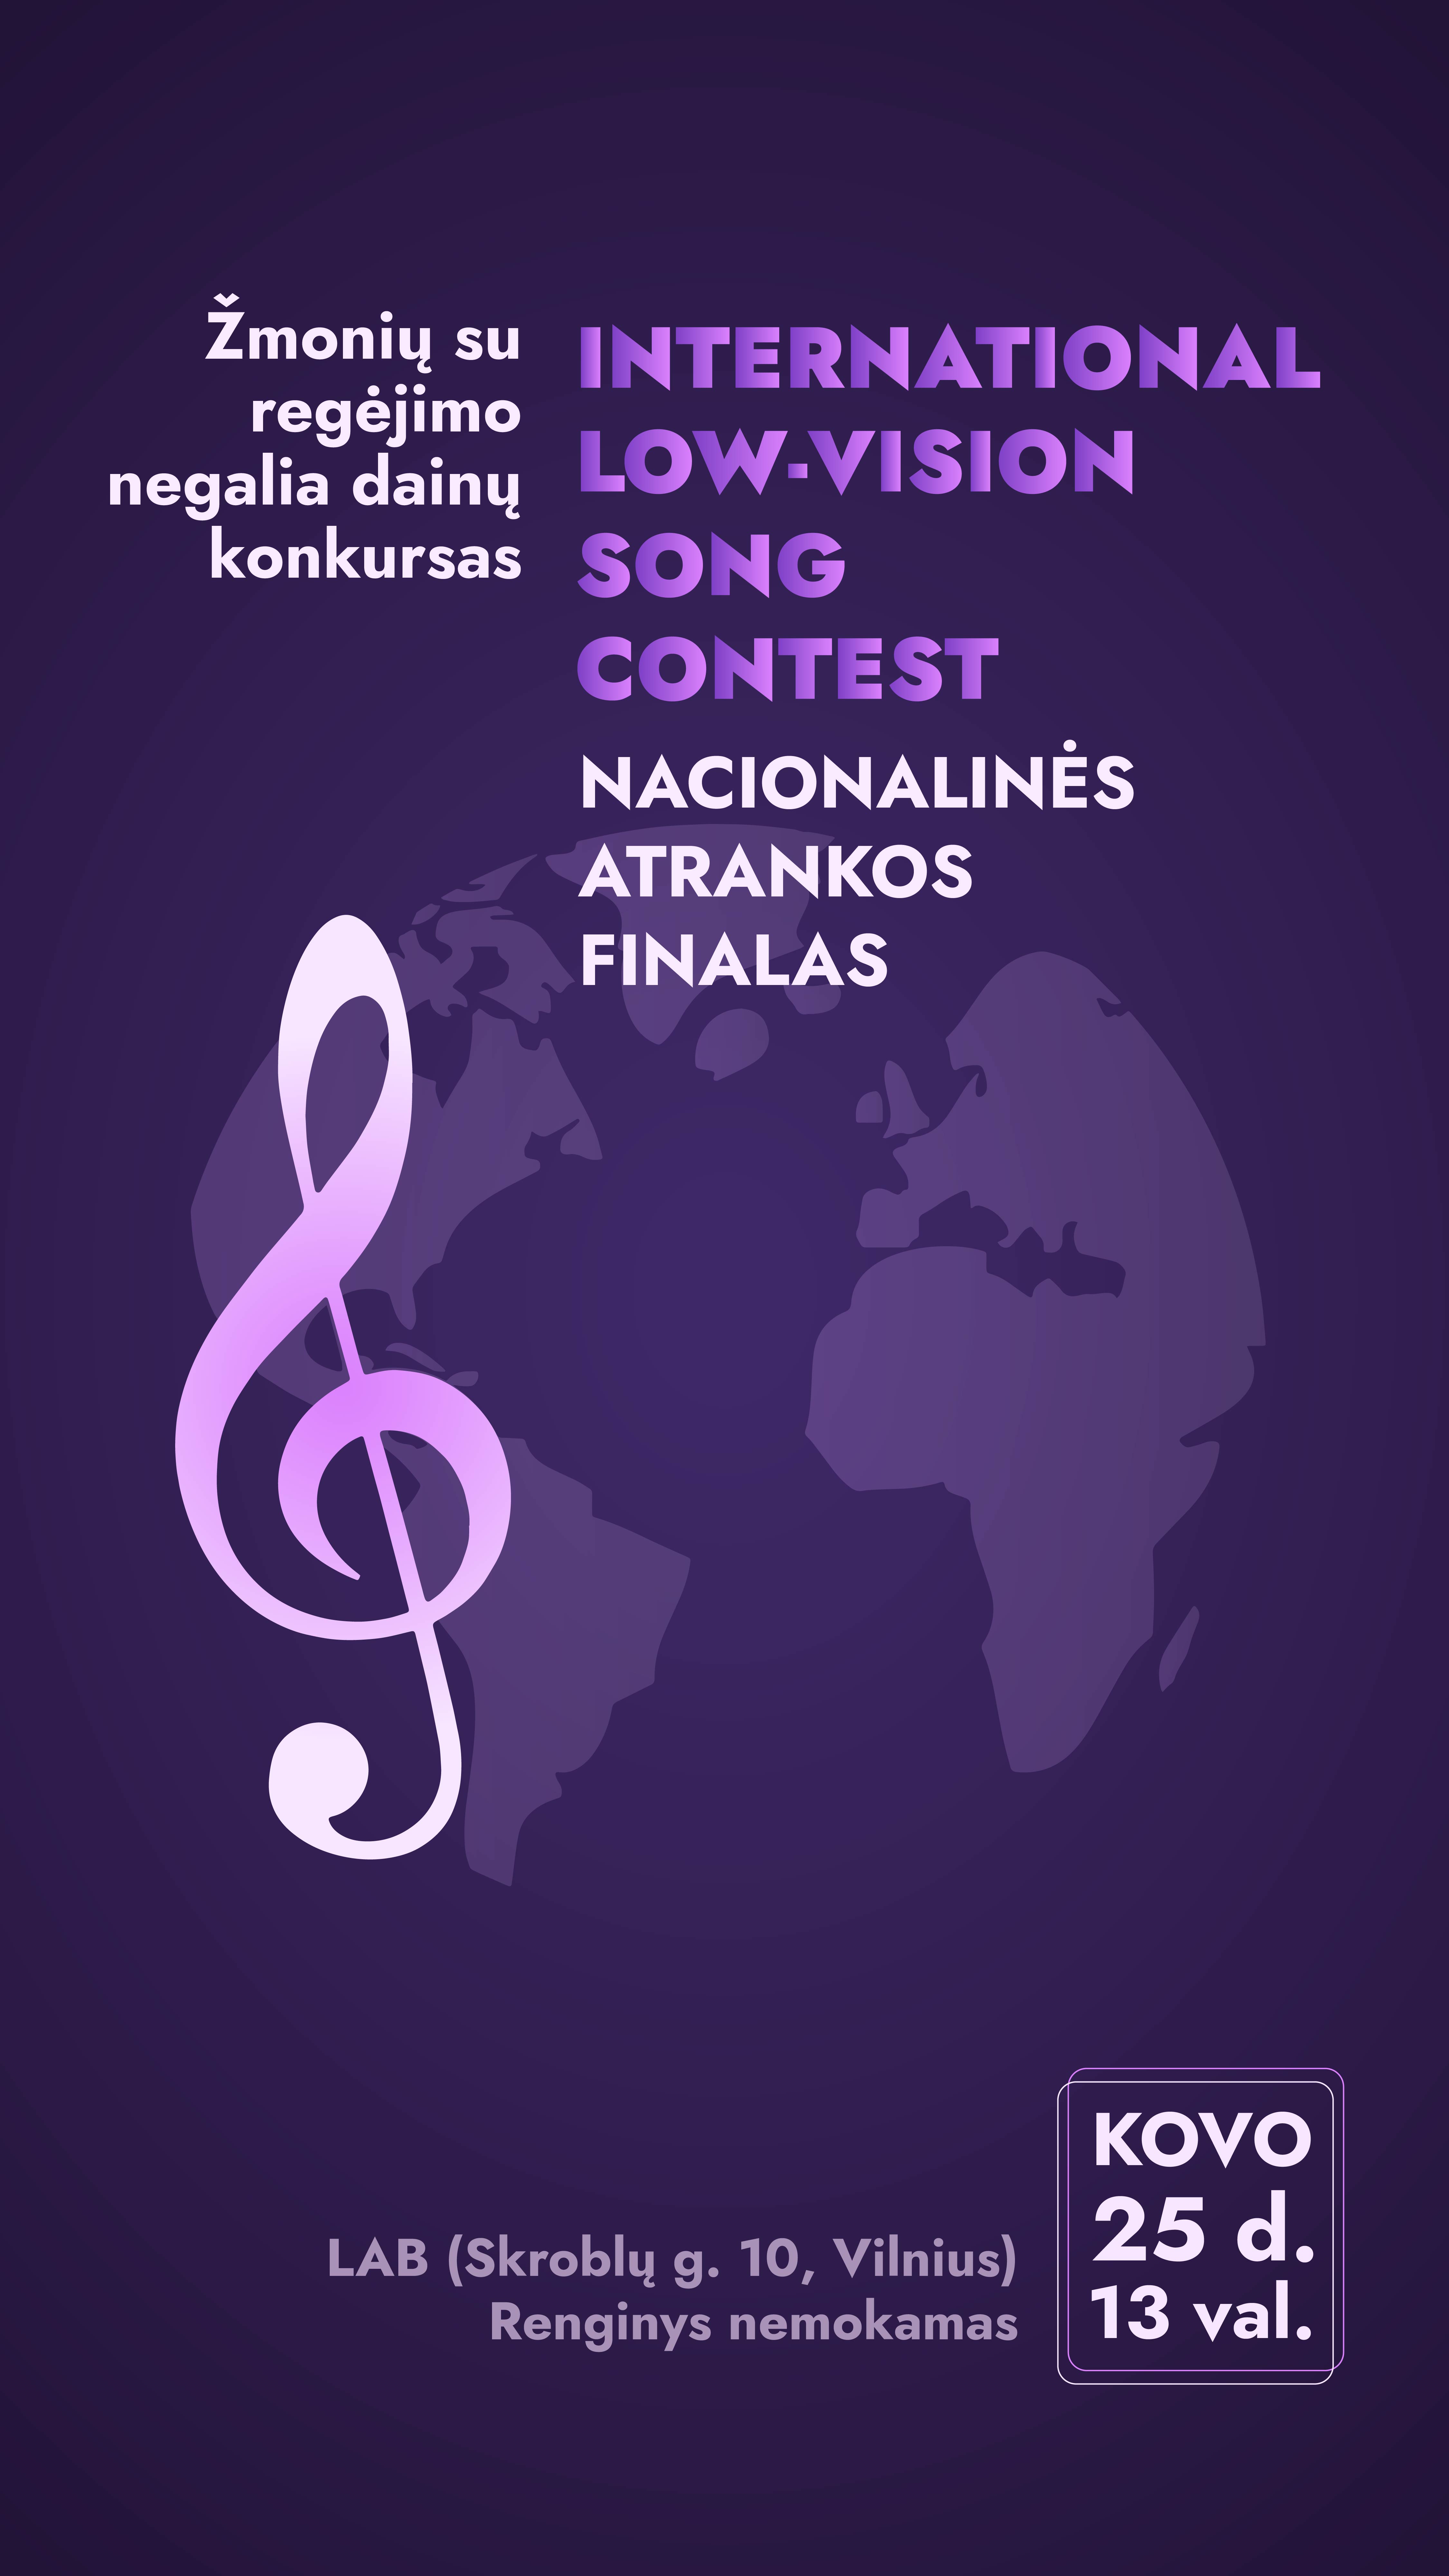 Žmonių su
regėjimo
negalia dainų
konkursas
INTERNATIONAL
LOW-VISION
SONG
CONTEST
NACIONALINĖS
ATRANKOS
FINALAS
LAB (Skroblų g. 10, Vilnius)
Renginys nemokamas
KOVO
25 d.
13 val.